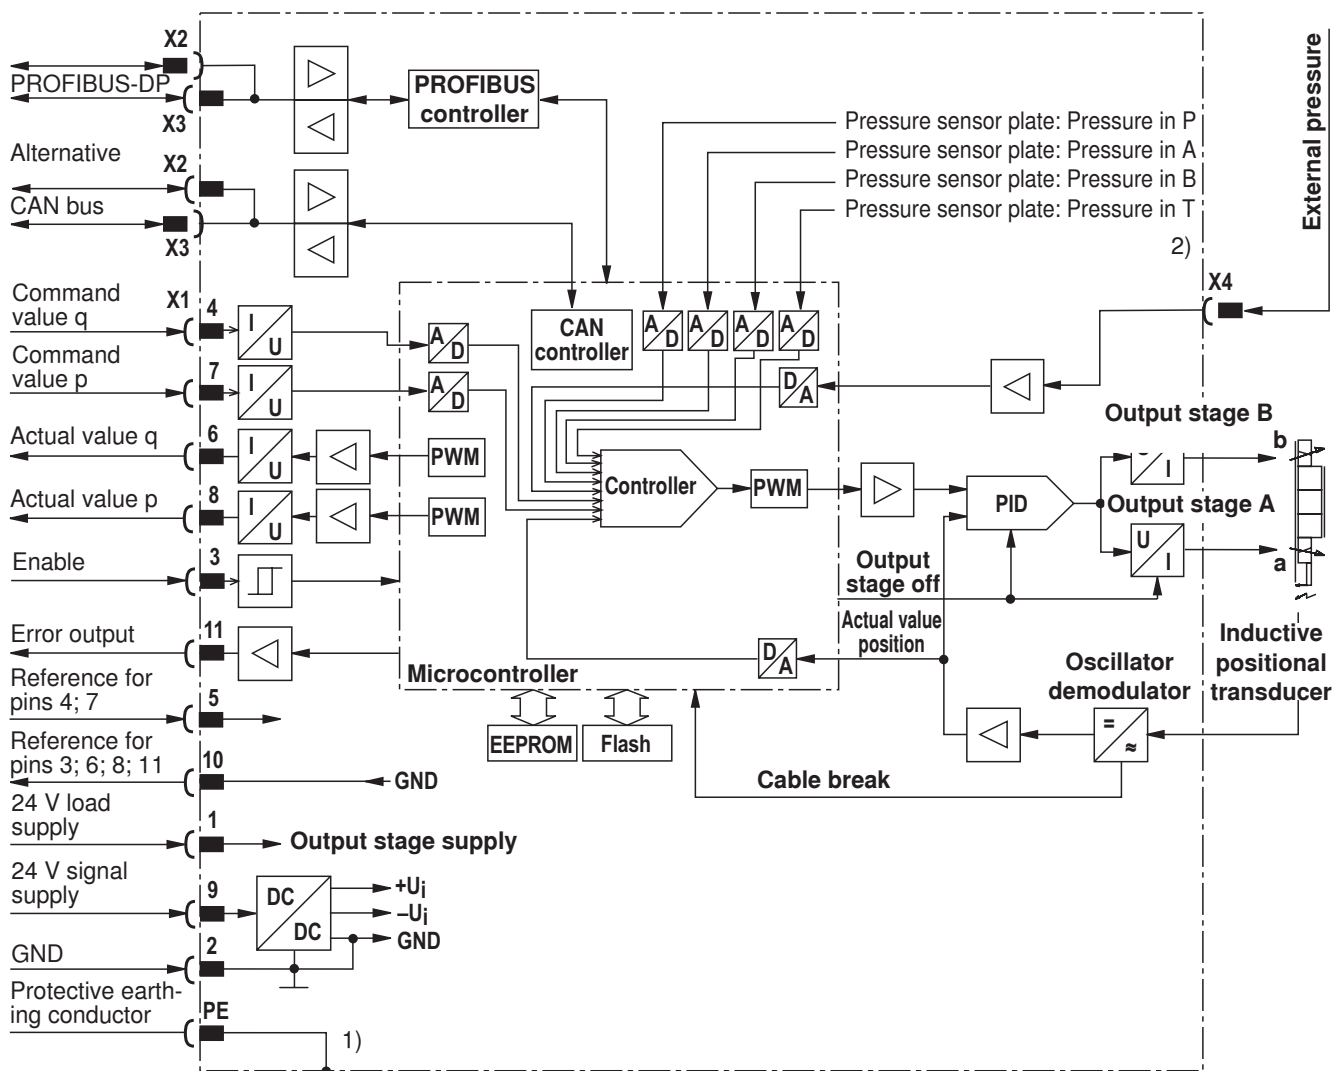 X2
PROFIBUS-DP
X3
Alternative
X2
CAN bus
X3
PROFIBUS
controller
Pressure sensor plate: Pressure in P
Pressure sensor plate: Pressure in A
Pressure sensor plate: Pressure in B
Pressure sensor plate: Pressure in T
2)
External pressure
X4
Command
value q
X1
4
I
U
A
D
CAN
controller
A
D
A
D
A
D
A
D
Command
value p
7
I
U
A
D
D
A
Actual value q
6
I
U
PWM
Actual value p
8
I
U
PWM
Controller
PWM
PID
Output stage B
b
I
Output stage A
U
I
a
Enable
3
Output
stage off
Actual value
position
Error output
11
D
A
Microcontroller
Inductive
positional
transducer
Oscillator
demodulator
=
≈
Reference for
pins 4; 7
5
EEPROM
Flash
Cable break
Reference for
pins 3; 6; 8; 11
10
GND
24 V load
supply
1
Output stage supply
24 V signal
supply
9
DC
DC
+Ui
–Ui
GND
GND
2
Protective earth-
ing conductor
PE
1)